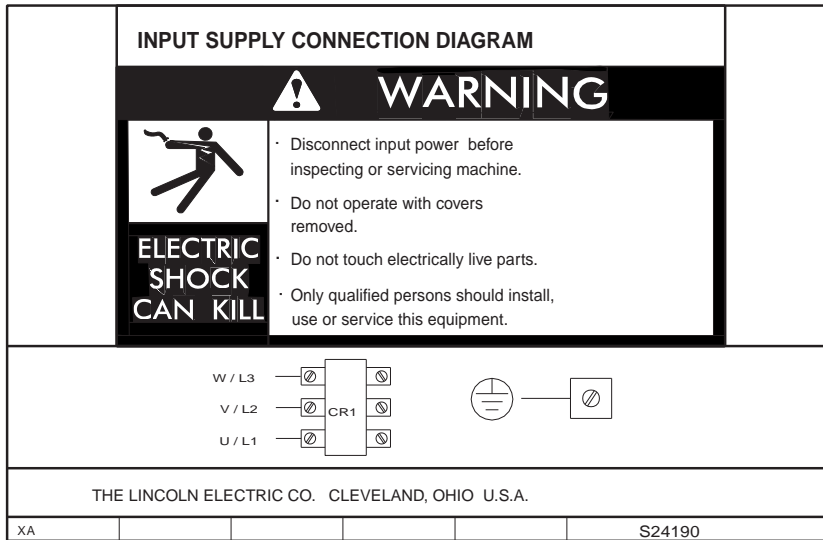 INPUT SUPPLY CONNECTION DIAGRAM
WARNING
ELECTRIC
SHOCK
CAN KILL
· Disconnect input power before
inspecting or servicing machine.
· Do not operate with covers
removed.
· Do not touch electrically live parts.
· Only qualified persons should install,
use or service this equipment.
W / L3
V / L2
U / L1
CR1
THE LINCOLN ELECTRIC CO. CLEVELAND, OHIO U.S.A.
XA
S24190